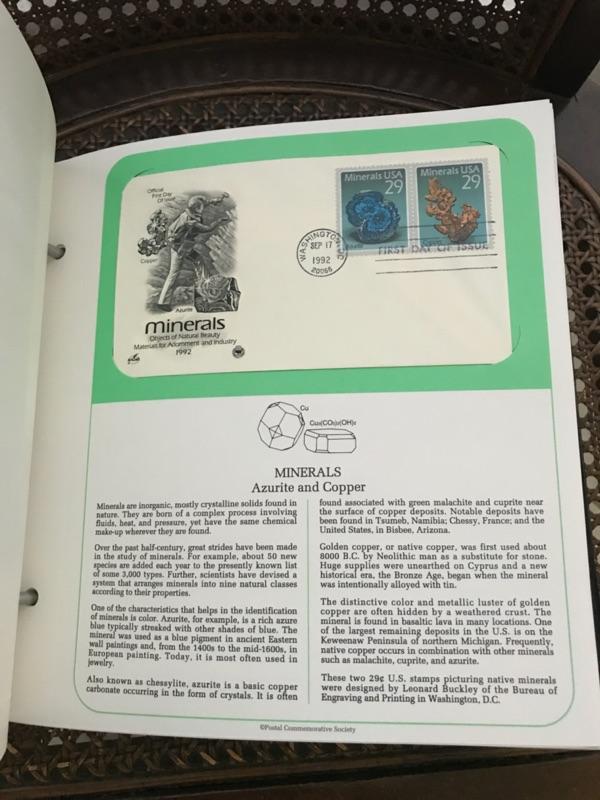 Official
First Day
Of Issue
Copper
Azurite
minerals
Objects of Natural Beauty
Materials for Adornment and Industry
1992
Minerals USA
29
Azurite
Minerals USA
29
WASHINGTON, DC
SEP 17
1992
20066
FIRST DAY OF ISSUE
Cu
Cu3(CO3)2(OH)2
MINERALS
Azurite and Copper
Minerals are inorganic, mostly crystalline solids found in
nature. They are born of a complex process involving
fluids, heat, and pressure, yet have the same chemical
make-up wherever they are found.
Over the past half-century, great strides have been made
in the study of minerals. For example, about 50 new
species are added each year to the presently known list
of some 3,000 types. Further, scientists have devised a
system that arranges minerals into nine natural classes
according to their properties.
One of the characteristics that helps in the identification
of minerals is color. Azurite, for example, is a rich azure
blue typically streaked with other shades of blue. The
mineral was used as a blue pigment in ancient Eastern
wall paintings and, from the 1400s to the mid-1600s, in
European painting. Today, it is most often used in
jewelry.
Also known as chessylite, azurite is a basic copper
carbonate occurring in the form of crystals. It is often
found associated with green malachite and cuprite near
the surface of copper deposits. Notable deposits have
been found in Tsumeb, Namibia; Chessy, France; and the
United States, in Bisbee, Arizona.
Golden copper, or native copper, was first used about
8000 B.C. by Neolithic man as a substitute for stone.
Huge supplies were unearthed on Cyprus and a new
historical era, the Bronze Age, began when the mineral
was intentionally alloyed with tin.
The distinctive color and metallic luster of golden
copper are often hidden by a weathered crust. The
mineral is found in basaltic lava in many locations. One
of the largest remaining deposits in the U.S. is on the
Keweenaw Peninsula of northern Michigan. Frequently,
native copper occurs in combination with other minerals
such as malachite, cuprite, and azurite.
These two 29¢ U.S. stamps picturing native minerals
were designed by Leonard Buckley of the Bureau of
Engraving and Printing in Washington, D.C.
©Postal Commemorative Society